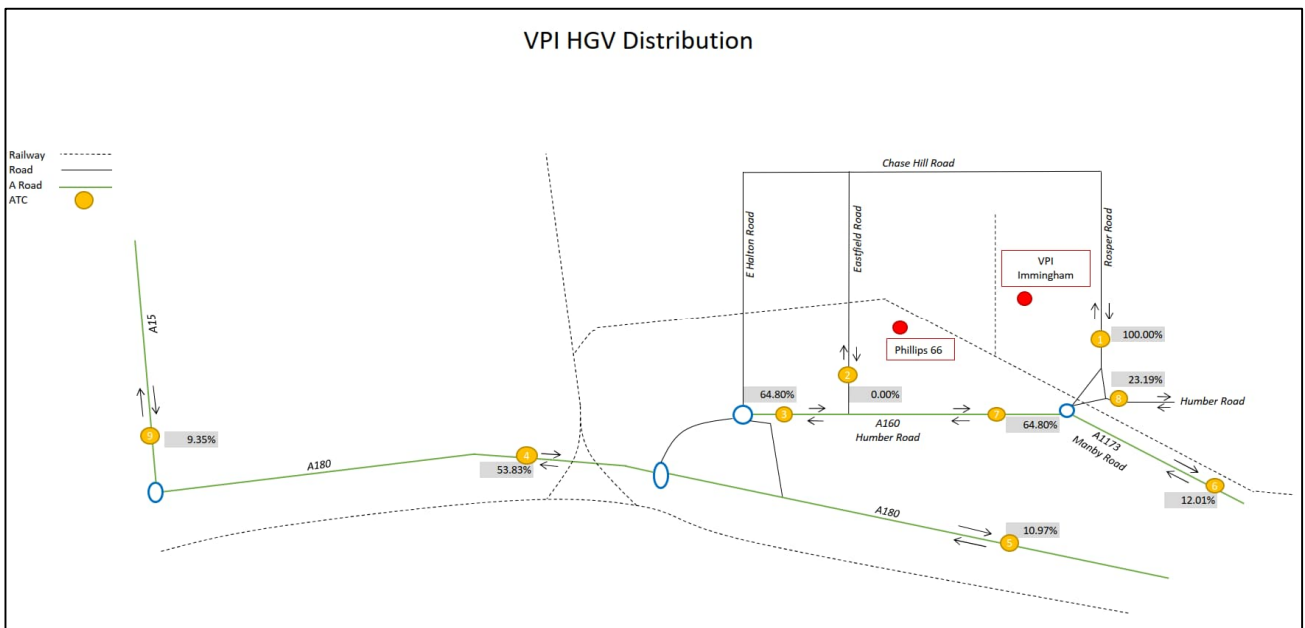 VPI HGV Distribution
Railway
Road
A Road
ATC
Chase Hill Road
E Halton Road
Eastfield Road
Rosper Road
VPI
Immingham
Phillips 66
A15
1
100.00%
2
0.00%
23.19%
8
Humber Road
64.80%
3
7
64.80%
A160
Humber Road
A1173
Manby Road
9
9.35%
A180
4
53.83%
6
12.01%
A180
10.97%
5